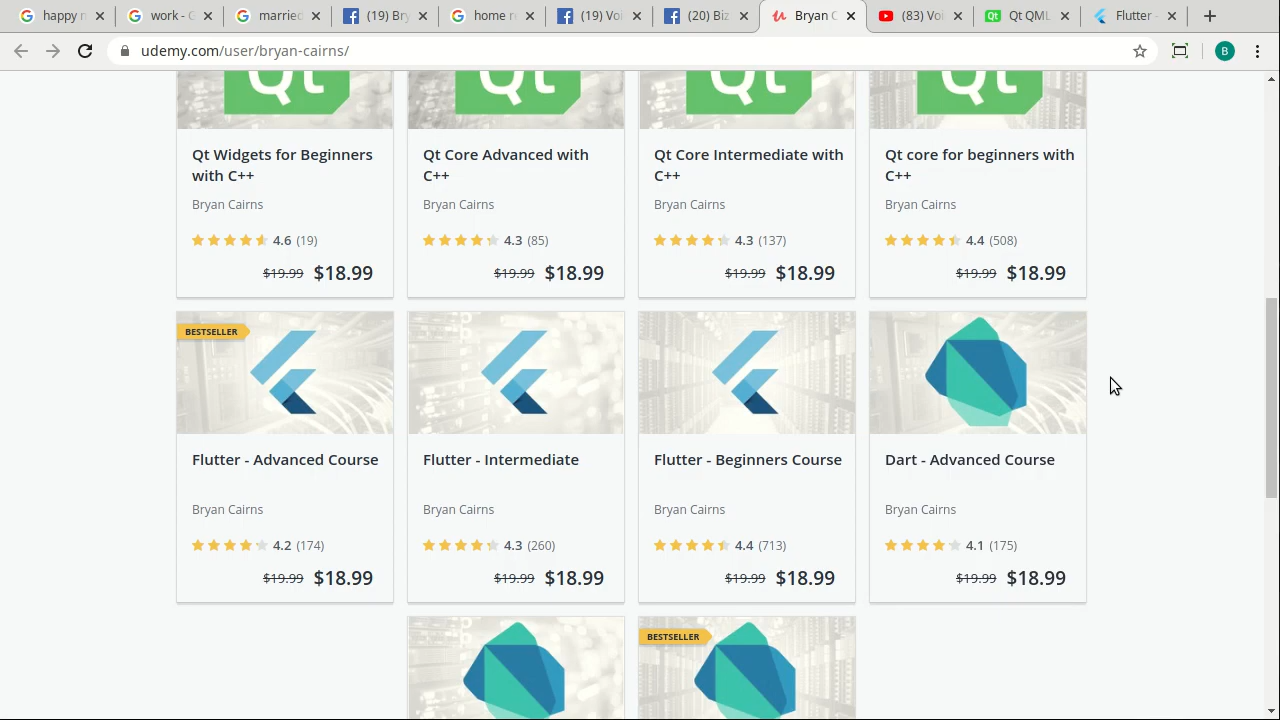 happy n
work - 
married
(19) Bry
home r
(19) Voi
(20) Biz
Bryan C
(83) Vo
Qt QML
Flutter -
udemy.com/user/bryan-cairns/
B
Qt
Qt
Qt
Qt
Qt Widgets for Beginners
with C++
Bryan Cairns
4.6 (19)
$19.99 $18.99
Qt Core Advanced with
C++
Bryan Cairns
4.3 (85)
$19.99 $18.99
Qt Core Intermediate with
C++
Bryan Cairns
4.3 (137)
$19.99 $18.99
Qt core for beginners with
C++
Bryan Cairns
4.4 (508)
$19.99 $18.99
BESTSELLER
Flutter - Advanced Course
Bryan Cairns
4.2 (174)
$19.99 $18.99
Flutter - Intermediate
Bryan Cairns
4.3 (260)
$19.99 $18.99
Flutter - Beginners Course
Bryan Cairns
4.4 (713)
$19.99 $18.99
Dart - Advanced Course
Bryan Cairns
4.1 (175)
$19.99 $18.99
BESTSELLER